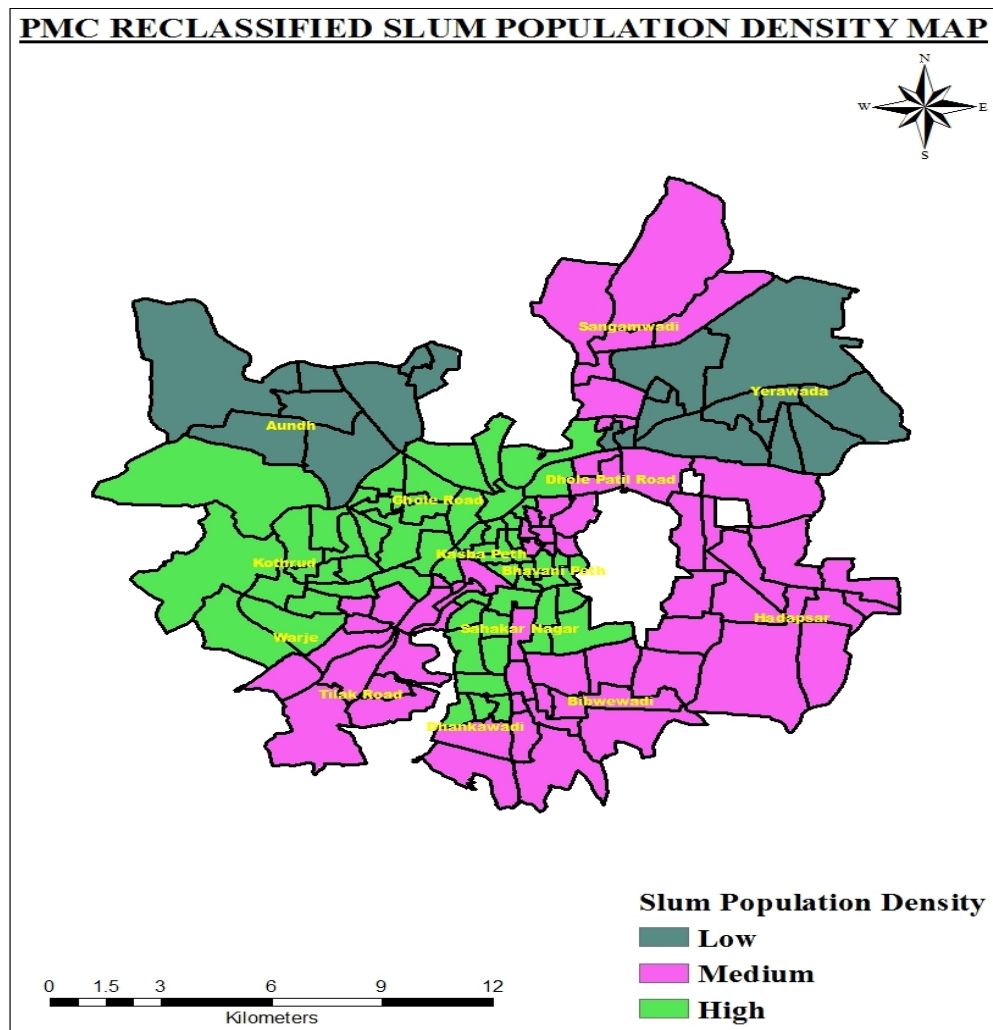 PMC RECLASSIFIED SLUM POPULATION DENSITY MAP
N
W
E
S
Sangamwadi
Yerawada
Aundh
Dhole Patil Road
Ghole Road
Kasba Peth
Kothrud
Bhavani Peth
Hadapsar
Sahakar Nagar
Warje
Tilak Road
Bibwewadi
Dhankawadi
Slum Population Density
Low
Medium
High
0 1.5 3 6 9 12
Kilometers